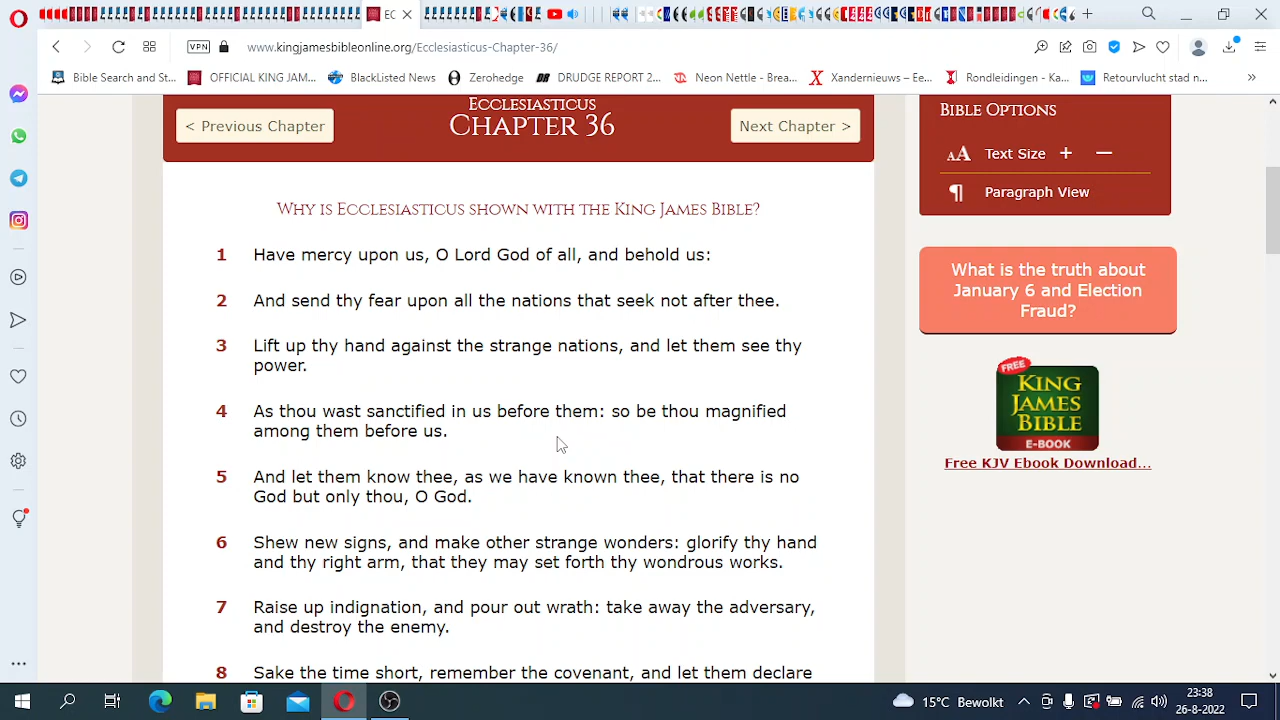 EC
VPN
www.kingjamesbibleonline.org/Ecclesiasticus-Chapter-36/
Bible Search and St...
OFFICIAL KING JAM...
BlackListed News
Zerohedge
DRUDGE REPORT 2...
Neon Nettle - Brea...
Xandernieuws – Ee...
Rondleidingen - Ka...
Retourvlucht stad n...
»
< Previous Chapter
Ecclesiasticus
Chapter 36
Next Chapter >
Why is Ecclesiasticus shown with the King James Bible?
1 Have mercy upon us, O Lord God of all, and behold us:
2 And send thy fear upon all the nations that seek not after thee.
3 Lift up thy hand against the strange nations, and let them see thy
power.
4 As thou wast sanctified in us before them: so be thou magnified
among them before us.
5 And let them know thee, as we have known thee, that there is no
God but only thou, O God.
6 Shew new signs, and make other strange wonders: glorify thy hand
and thy right arm, that they may set forth thy wondrous works.
7 Raise up indignation, and pour out wrath: take away the adversary,
and destroy the enemy.
8 Sake the time short, remember the covenant, and let them declare
Bible Options
AA Text Size + —
¶ Paragraph View
What is the truth about
January 6 and Election
Fraud?
FREE
KING
JAMES
BIBLE
E-BOOK
Free KJV Ebook Download...
15°C Bewolkt
23:38
26-8-2022